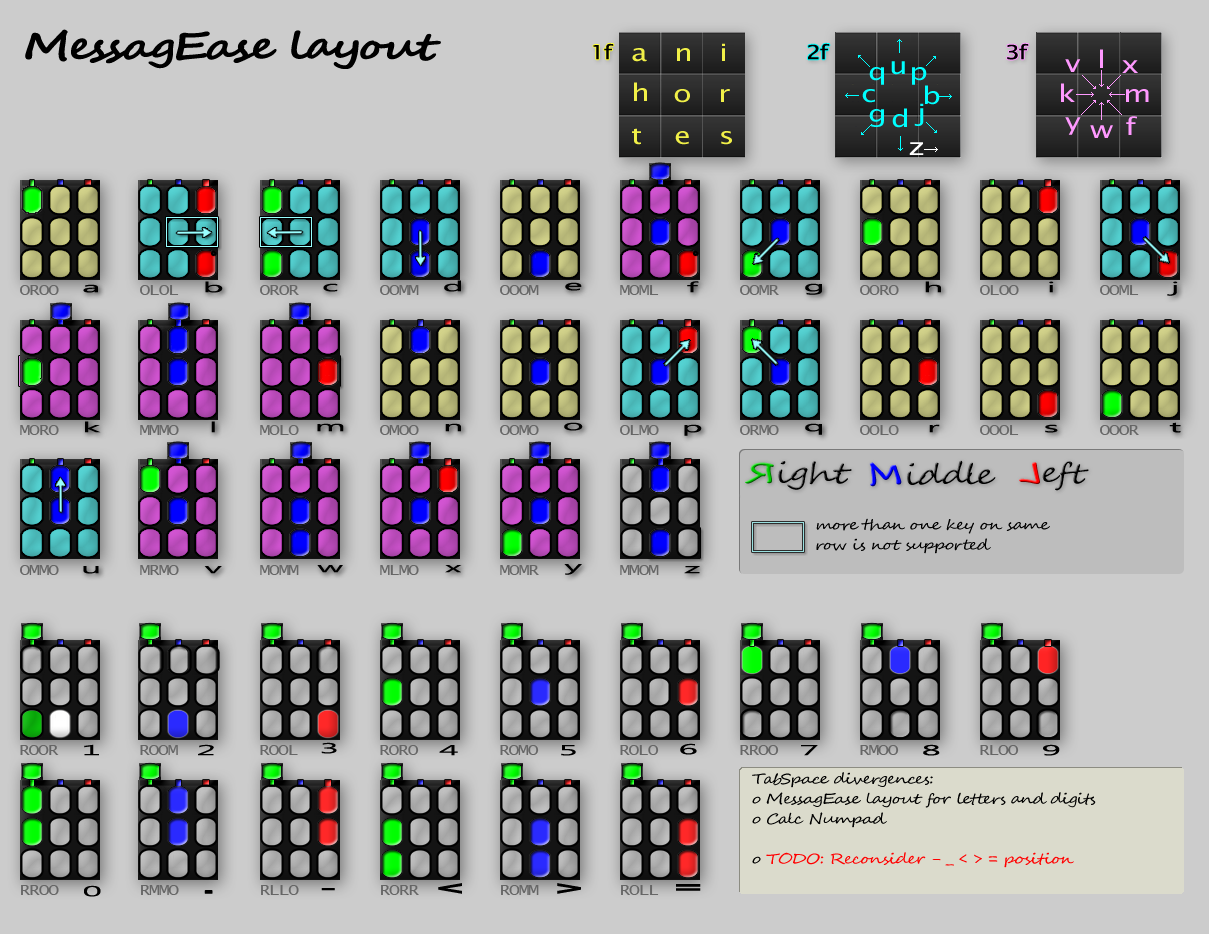 MessagEase layout
1f
a n i
h o r
t e s
2f
q u p
c b
g d j
z
3f
v l x
k m
y w f
OROO a
OLOL b
OROR c
OOMM d
OOOM e
MOML f
OOMR g
OORO h
OLOO i
OOML j
MORO k
MMMO l
MOLO m
OMOO n
OOMO o
OLMO p
ORMO q
OOLO r
OOOL s
OOOR t
OMMO u
MRMO v
MOMM w
MLMO x
MOMR y
MMOM z
Right Middle Left
more than one key on same
row is not supported
ROOR 1
ROOM 2
ROOL 3
RORO 4
ROMO 5
ROLO 6
RROO 7
RMOO 8
RLOO 9
RROO 0
RMMO .
RLLO -
RORR <
ROMM >
ROLL =
TabSpace divergences:
o MessagEase layout for letters and digits
o Calc Numpad
o TODO: Reconsider - _ < > = position